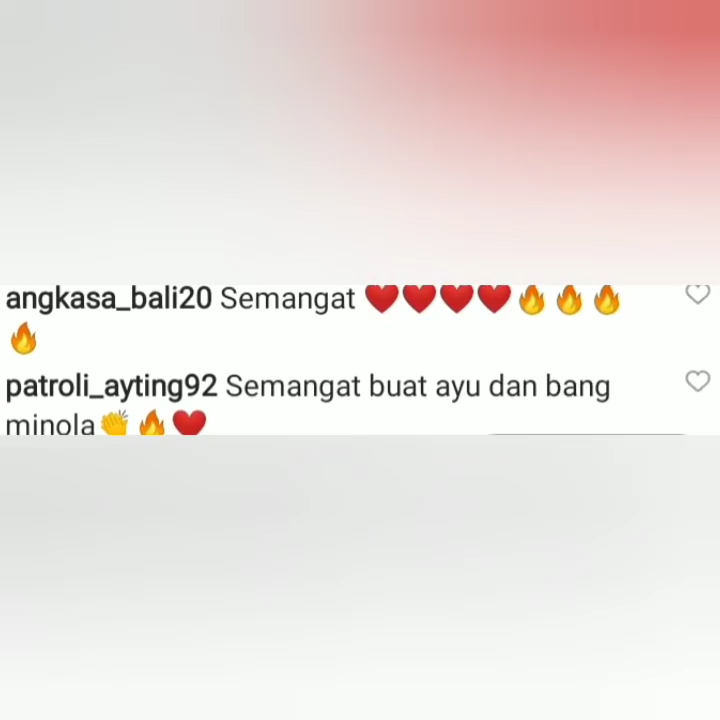 angkasa_bali20 Semangat ❤️❤️❤️❤️🔥🔥🔥
🔥
patroli_ayting92 Semangat buat ayu dan bang
minola👏🔥❤️